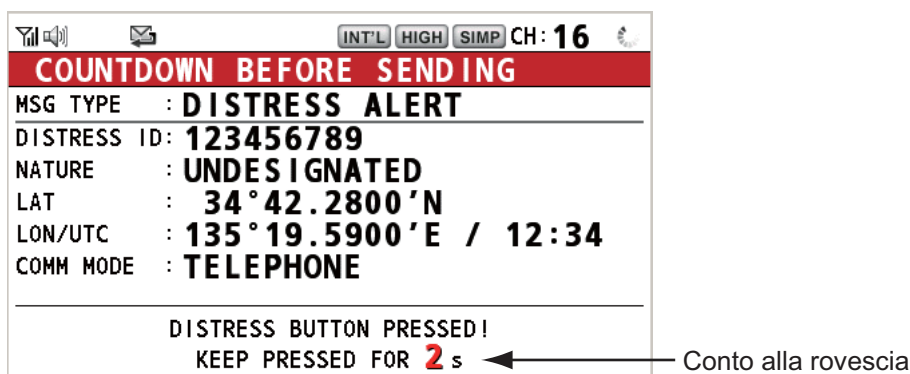 INT'L HIGH SIMP CH:16
COUNTDOWN BEFORE SENDING
MSG TYPE : DISTRESS ALERT
DISTRESS ID: 123456789
NATURE : UNDESIGNATED
LAT : 34°42.2800'N
LON/UTC : 135°19.5900'E / 12:34
COMM MODE : TELEPHONE
DISTRESS BUTTON PRESSED!
KEEP PRESSED FOR 2 s Conto alla rovescia